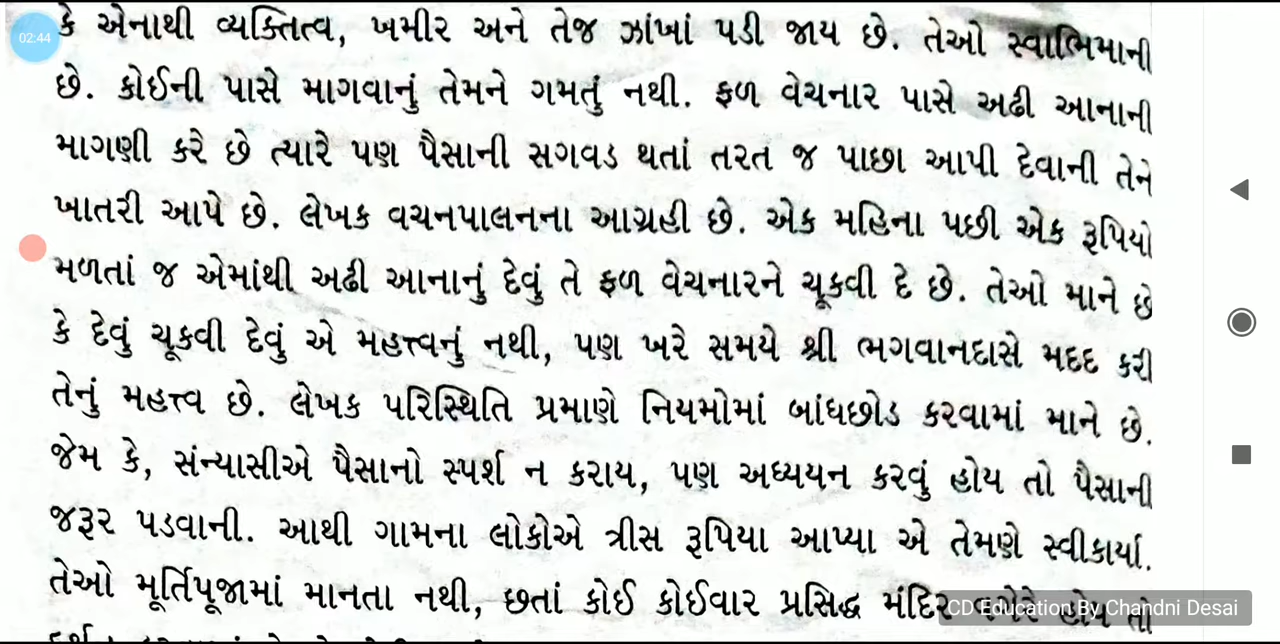 02:44
કે એનાથી વ્યક્તિત્વ, ખમીર અને તેજ ઝાંખાં પડી જાય છે. તેઓ સ્વાભિમાની
છે. કોઈની પાસે માગવાનું તેમને ગમતું નથી. ફળ વેચનાર પાસે અઢી આનાની
માગણી કરે છે ત્યારે પણ પૈસાની સગવડ થતાં તરત જ પાછા આપી દેવાની તેને
ખાતરી આપે છે. લેખક વચનપાલનના આગ્રહી છે. એક મહિના પછી એક રૂપિયો
મળતાં જ એમાંથી અઢી આનાનું દેવું તે ફળ વેચનારને ચૂકવી દે છે. તેઓ માને છે
કે દેવું ચૂકવી દેવું એ મહત્ત્વનું નથી, પણ ખરે સમયે શ્રી ભગવાનદાસે મદદ કરી
તેનું મહત્ત્વ છે. લેખક પરિસ્થિતિ પ્રમાણે નિયમોમાં બાંધછોડ કરવામાં માને છે.
જેમ કે, સંન્યાસીએ પૈસાનો સ્પર્શ ન કરાય, પણ અધ્યયન કરવું હોય તો પૈસાની
જરૂર પડવાની. આથી ગામના લોકોએ ત્રીસ રૂપિયા આપ્યા એ તેમણે સ્વીકાર્યા.
તેઓ મૂર્તિપૂજામાં માનતા નથી, છતાં કોઈ કોઈવાર પ્રસિદ્ધ મંદિર વગેરે હોય તો
CD Education By Chandni Desai